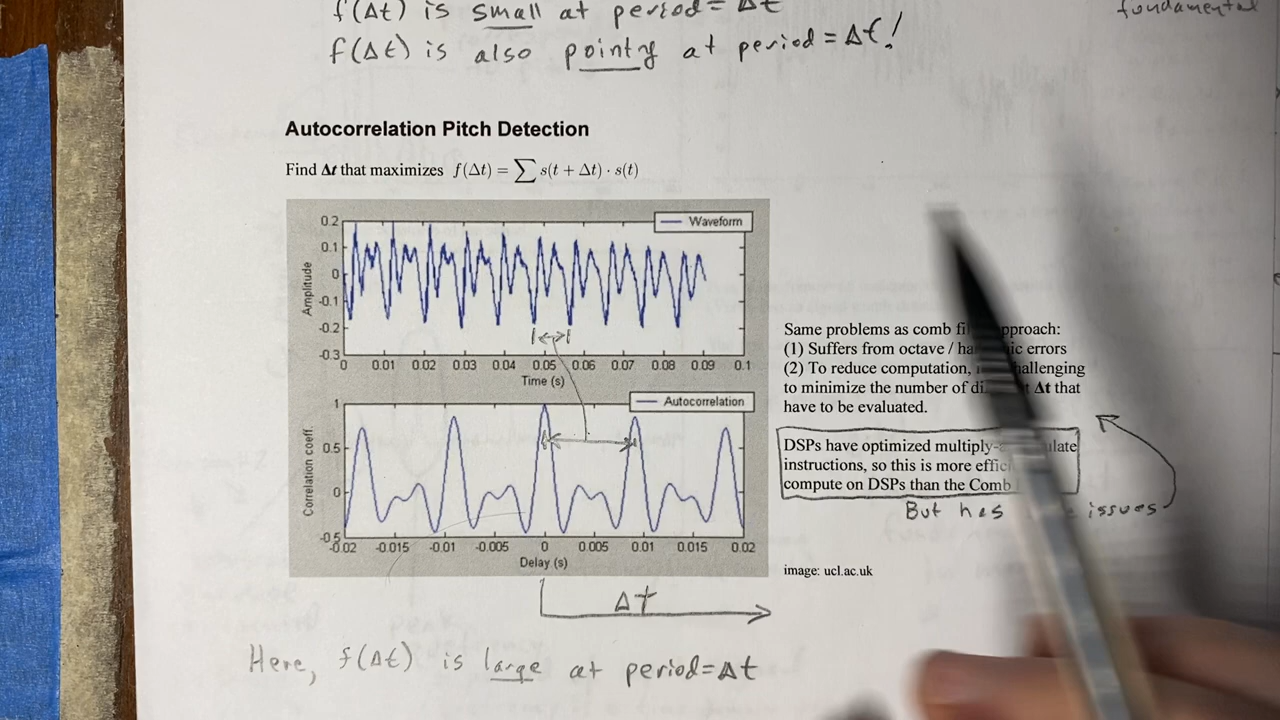 f(Δt) is small at period = Δt
fundamental
f(Δt) is also pointy at period = Δt!
Autocorrelation Pitch Detection
Find Δt that maximizes f(Δt) = ∑ s(t + Δt) · s(t)
Waveform
0.2
0.1
0
-0.1
-0.2
-0.3
Amplitude
0 0.01 0.02 0.03 0.04 0.05 0.06 0.07 0.08 0.09 0.1
Time (s)
Autocorrelation
1
0.5
0
-0.5
Correlation coeff.
-0.02 -0.015 -0.01 -0.005 0 0.005 0.01 0.015 0.02
Delay (s)
Same problems as comb pproach:
(1) Suffers from octave / errors
(2) To reduce computation, hallenging
to minimize the number of Δt that
have to be evaluated.
DSPs have optimized
instructions, so this is more
compute on DSPs than the Comb
But has issues
image: ucl.ac.uk
Δt
Here, f(Δt) is large at period = Δt